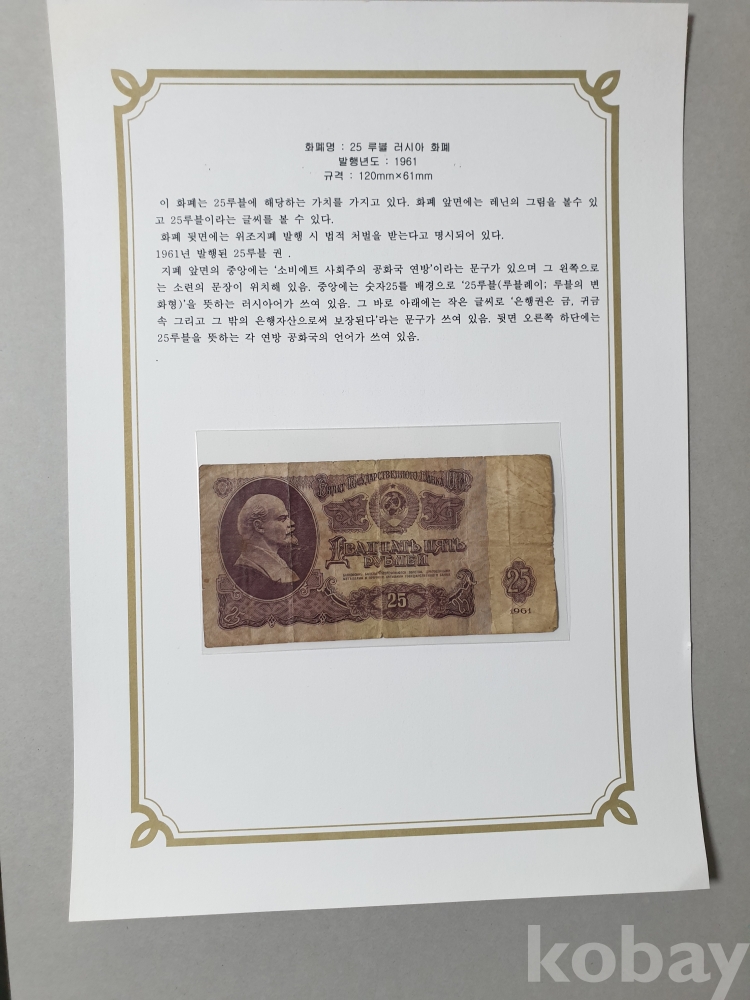 화폐명 : 25 루블 러시아 화폐
발행년도 : 1961
규격 : 120mm×61mm
이 화폐는 25루블에 해당하는 가치를 가지고 있다. 화폐 앞면에는 레닌의 그림을 볼수 있
고 25루블이라는 글씨를 볼 수 있다.
화폐 뒷면에는 위조지폐 발행 시 법적 처벌을 받는다고 명시되어 있다.
1961년 발행된 25루블 권 .
지폐 앞면의 중앙에는 '소비에트 사회주의 공화국 연방'이라는 문구가 있으며 그 왼쪽으로
는 소련의 문장이 위치해 있음. 중앙에는 숫자25를 배경으로 '25루블(루블레이; 루블의 변
화형)'을 뜻하는 러시아어가 쓰여 있음. 그 바로 아래에는 작은 글씨로 '은행권은 금, 귀금
속 그리고 그 밖의 은행자산으로써 보장된다'라는 문구가 쓰여 있음. 뒷면 오른쪽 하단에는
25루블을 뜻하는 각 연방 공화국의 언어가 쓰여 있음.
.
Билет Государственного Банка СССР
Двадцать пять
рублей
25
25
1961
kobay